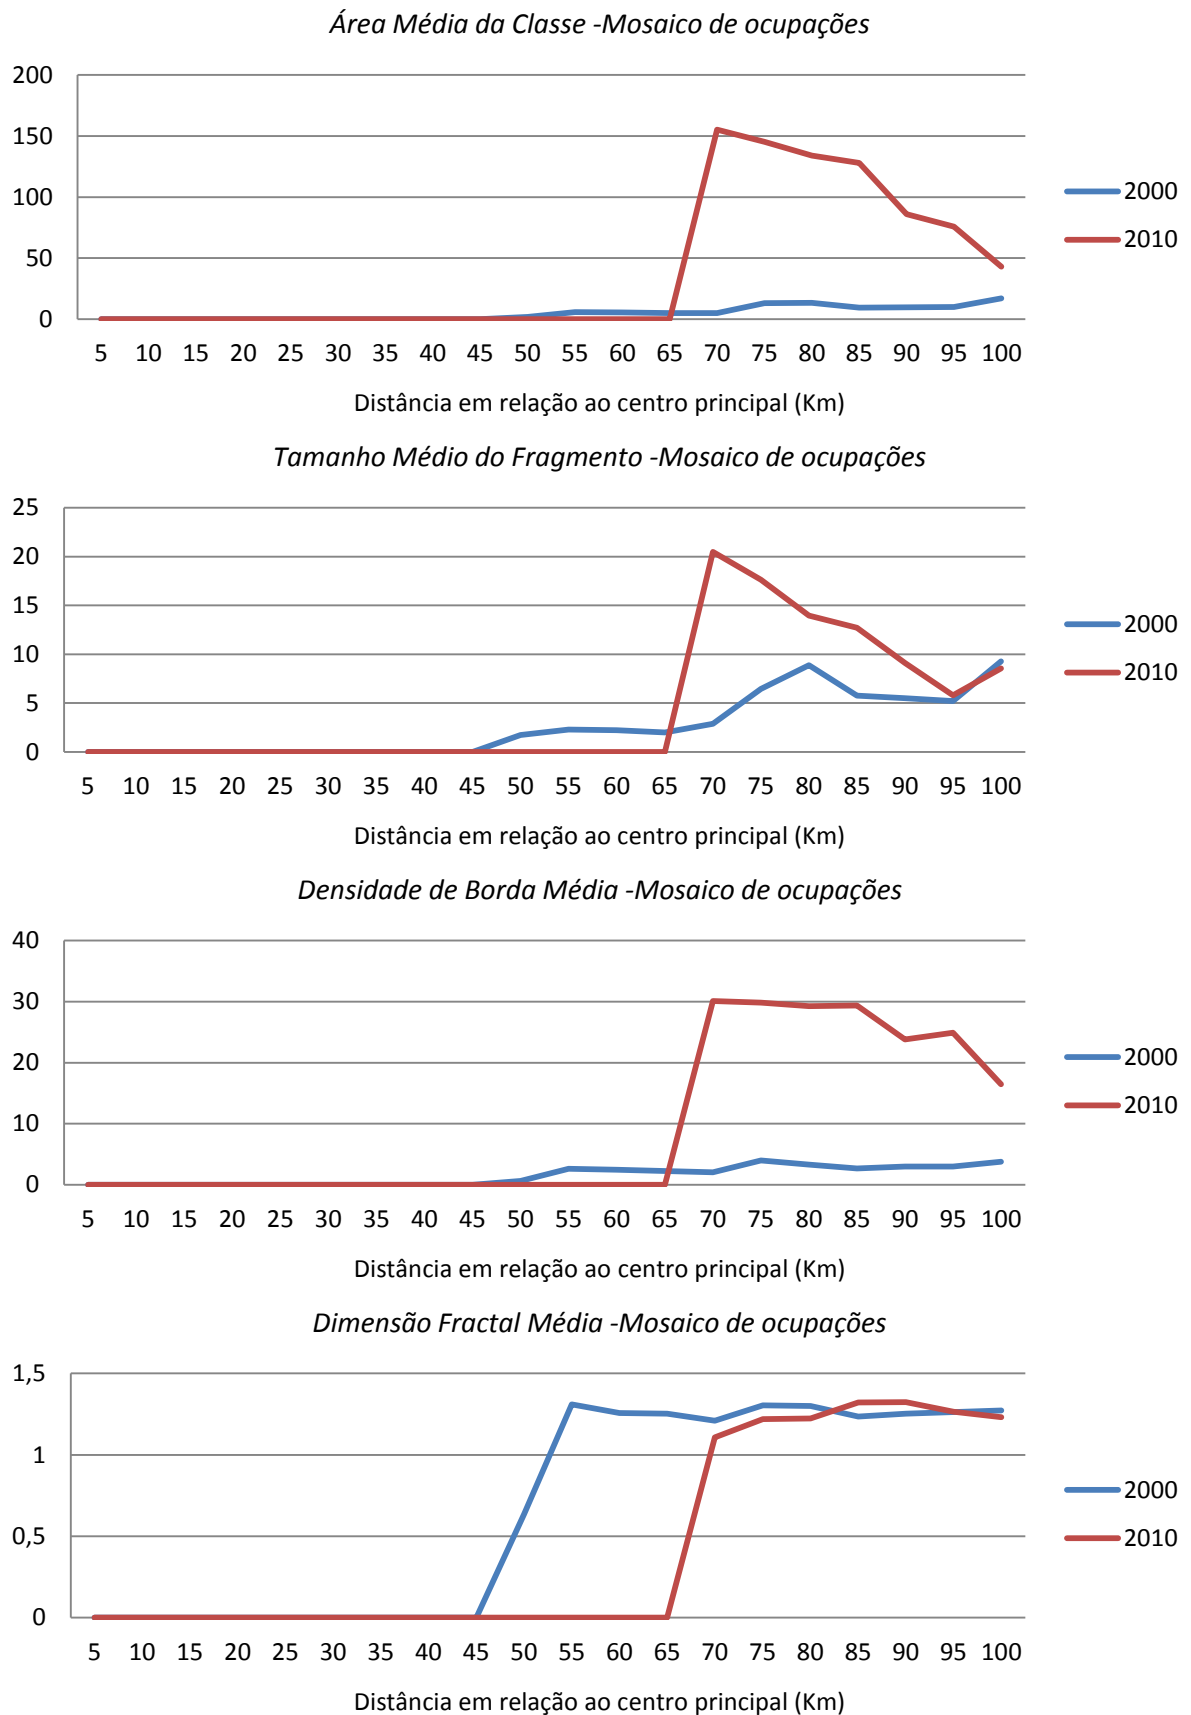 Área Média da Classe -Mosaico de ocupações
200
150
100
50
0
5 10 15 20 25 30 35 40 45 50 55 60 65 70 75 80 85 90 95 100
Distância em relação ao centro principal (Km)
2000
2010
Tamanho Médio do Fragmento -Mosaico de ocupações
25
20
15
10
5
0
5 10 15 20 25 30 35 40 45 50 55 60 65 70 75 80 85 90 95 100
Distância em relação ao centro principal (Km)
2000
2010
Densidade de Borda Média -Mosaico de ocupações
40
30
20
10
0
5 10 15 20 25 30 35 40 45 50 55 60 65 70 75 80 85 90 95 100
Distância em relação ao centro principal (Km)
2000
2010
Dimensão Fractal Média -Mosaico de ocupações
1,5
1
0,5
0
5 10 15 20 25 30 35 40 45 50 55 60 65 70 75 80 85 90 95 100
Distância em relação ao centro principal (Km)
2000
2010